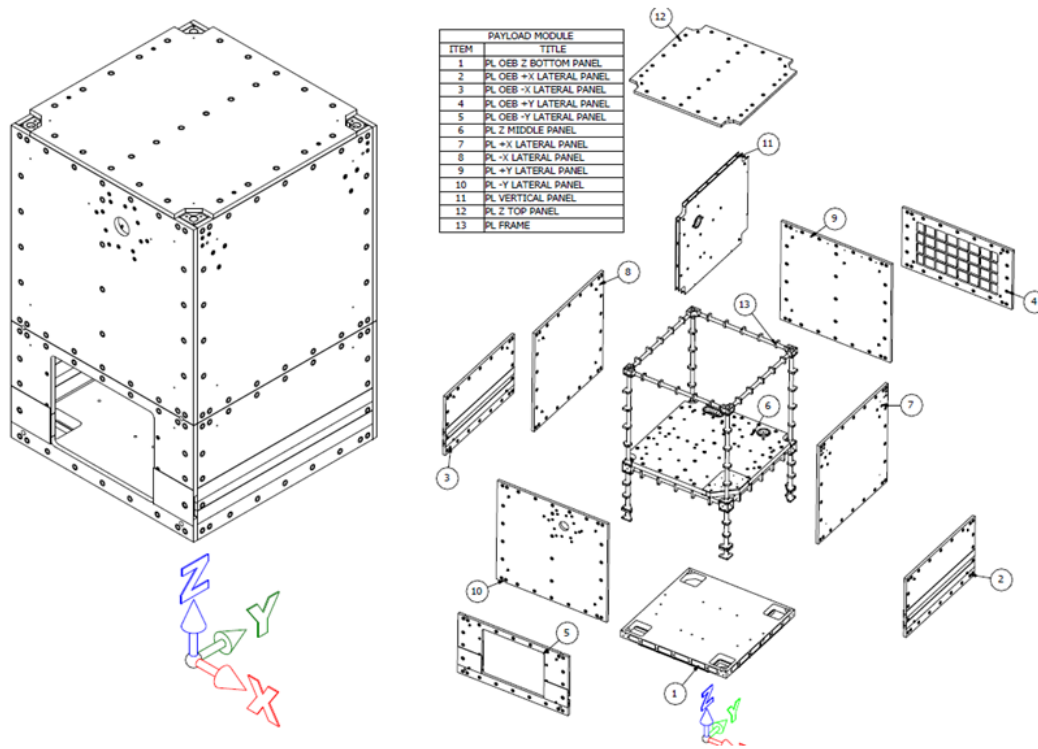 PAYLOAD MODULE
ITEM TITLE
1 PL OEB Z BOTTOM PANEL
2 PL OEB +X LATERAL PANEL
3 PL OEB -X LATERAL PANEL
4 PL OEB +Y LATERAL PANEL
5 PL OEB -Y LATERAL PANEL
6 PL Z MIDDLE PANEL
7 PL +X LATERAL PANEL
8 PL -X LATERAL PANEL
9 PL +Y LATERAL PANEL
10 PL -Y LATERAL PANEL
11 PL VERTICAL PANEL
12 PL Z TOP PANEL
13 PL FRAME
12
11
9
8
4
13
6
7
3
10
2
5
1
Z
Y
X
Z
Y